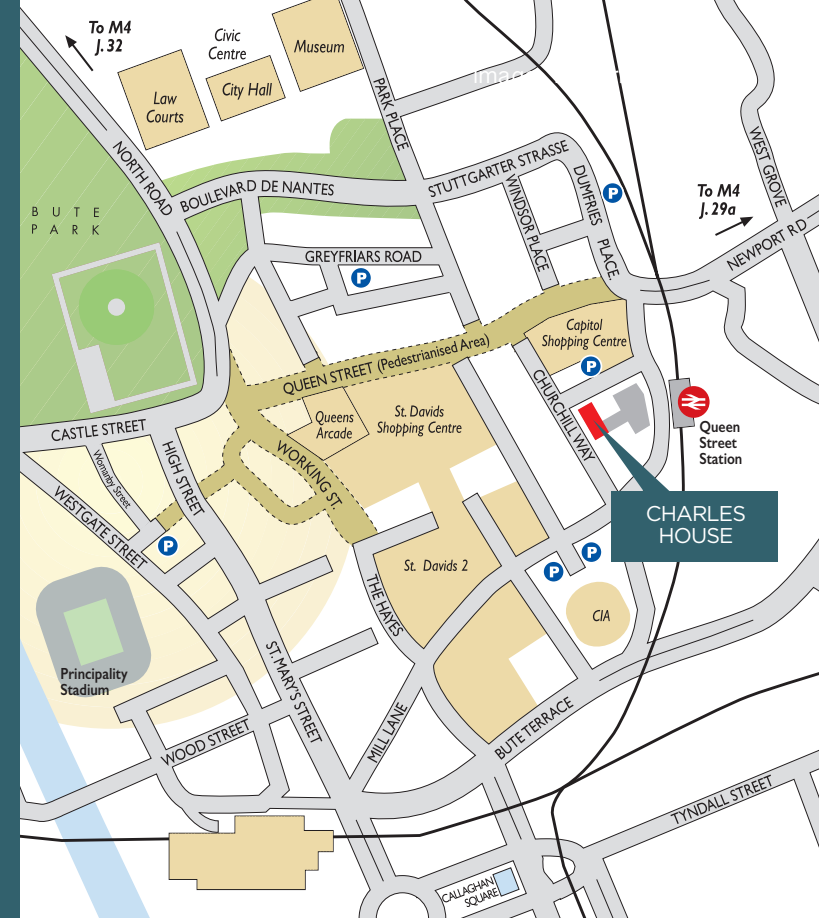 To M4
J. 32
Civic
Centre
Museum
Law
Courts
City Hall
PARK PLACE
NORTH ROAD
BOULEVARD DE NANTES
STUTTGARTER STRASSE
WINDSOR PLACE
DUMFRIES PLACE
P
WEST GROVE
To M4
J. 29a
NEWPORT RD
BUTE
PARK
GREYFRIARS ROAD
P
QUEEN STREET (Pedestrianised Area)
Capitol
Shopping Centre
P
CHURCHILL WAY
Queen
Street
Station
CHARLES
HOUSE
Queens
Arcade
St. Davids
Shopping Centre
CASTLE STREET
HIGH STREET
Womanby Street
WORKING ST.
WESTGATE STREET
P
St. Davids 2
P
P
CIA
THE HAYES
Principality
Stadium
ST. MARY'S STREET
WOOD STREET
MILL LANE
BUTE TERRACE
TYNDALL STREET
CALLAGHAN
SQUARE